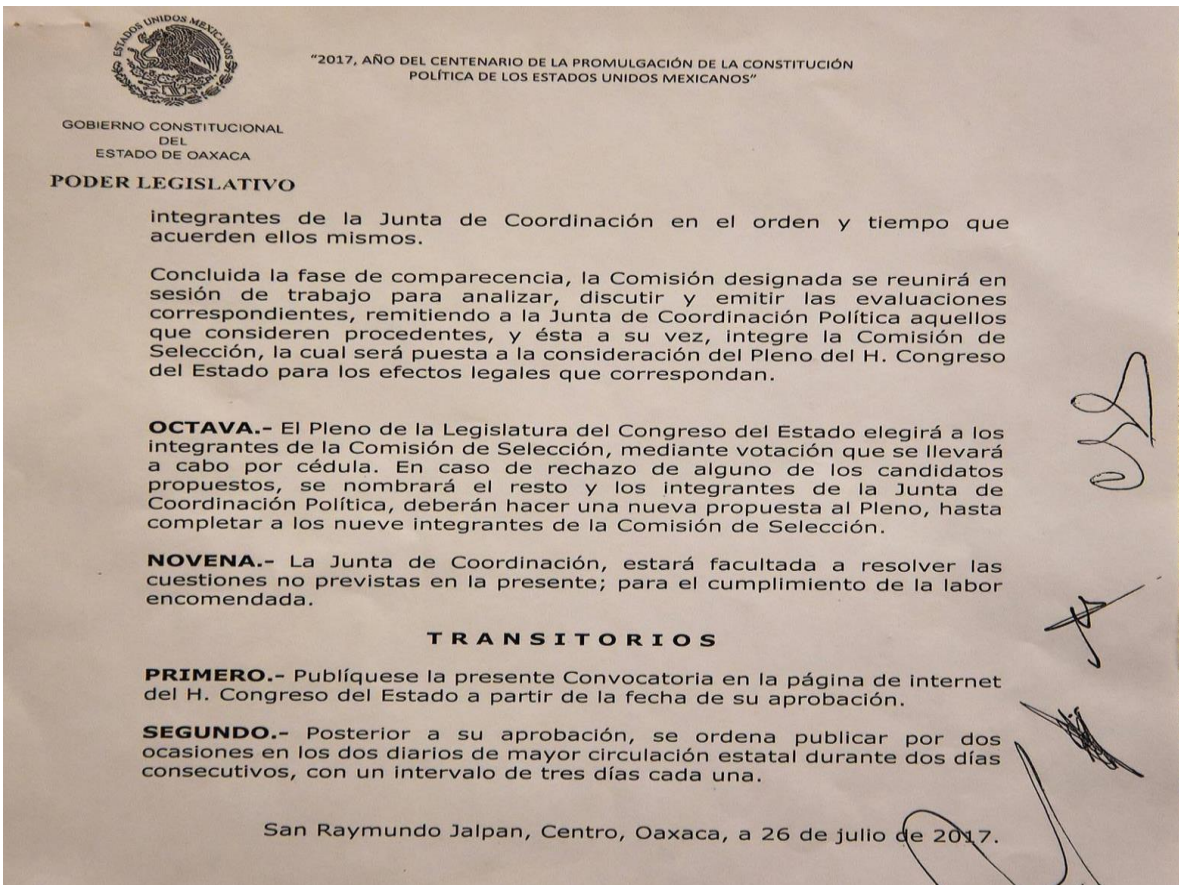 ESTADOS UNIDOS MEXICANOS
"2017, AÑO DEL CENTENARIO DE LA PROMULGACIÓN DE LA CONSTITUCIÓN
POLÍTICA DE LOS ESTADOS UNIDOS MEXICANOS"
GOBIERNO CONSTITUCIONAL
DEL
ESTADO DE OAXACA
PODER LEGISLATIVO
integrantes de la Junta de Coordinación en el orden y tiempo que
acuerden ellos mismos.
Concluida la fase de comparecencia, la Comisión designada se reunirá en
sesión de trabajo para analizar, discutir y emitir las evaluaciones
correspondientes, remitiendo a la Junta de Coordinación Política aquellos
que consideren procedentes, y ésta a su vez, integre la Comisión de
Selección, la cual será puesta a la consideración del Pleno del H. Congreso
del Estado para los efectos legales que correspondan.
OCTAVA.- El Pleno de la Legislatura del Congreso del Estado elegirá a los
integrantes de la Comisión de Selección, mediante votación que se llevará
a cabo por cédula. En caso de rechazo de alguno de los candidatos
propuestos, se nombrará el resto y los integrantes de la Junta de
Coordinación Política, deberán hacer una nueva propuesta al Pleno, hasta
completar a los nueve integrantes de la Comisión de Selección.
NOVENA.- La Junta de Coordinación, estará facultada a resolver las
cuestiones no previstas en la presente; para el cumplimiento de la labor
encomendada.
TRANSITORIOS
PRIMERO.- Publíquese la presente Convocatoria en la página de internet
del H. Congreso del Estado a partir de la fecha de su aprobación.
SEGUNDO.- Posterior a su aprobación, se ordena publicar por dos
ocasiones en los dos diarios de mayor circulación estatal durante dos días
consecutivos, con un intervalo de tres días cada una.
San Raymundo Jalpan, Centro, Oaxaca, a 26 de julio de 2017.